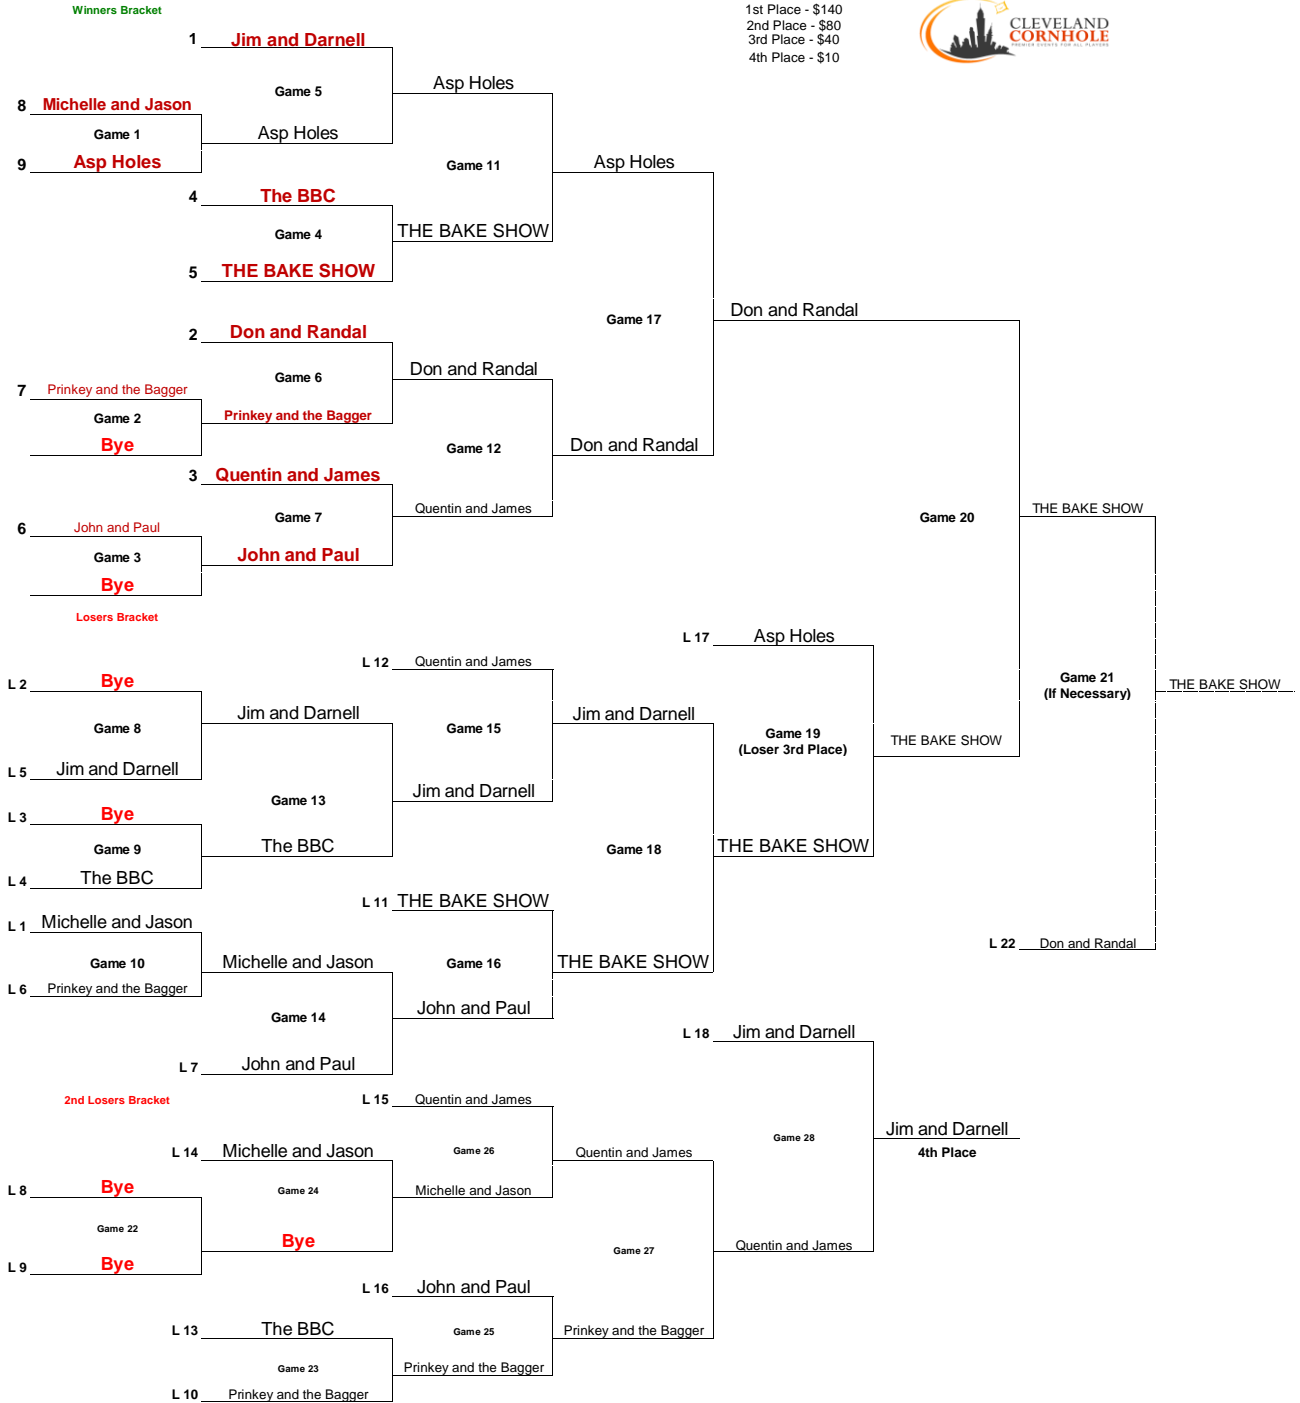 Winners Bracket
1st Place - $140
2nd Place - $80
3rd Place - $40
4th Place - $10
CLEVELAND
CORNHOLE
PREMIER EVENTS FOR ALL PLAYERS
1 Jim and Darnell
Asp Holes
Game 5
8 Michelle and Jason
Game 1
Asp Holes
9 Asp Holes
Game 11
Asp Holes
4 The BBC
Game 4
THE BAKE SHOW
5 THE BAKE SHOW
Game 17
Don and Randal
2 Don and Randal
Game 6
Don and Randal
7 Prinkey and the Bagger
Game 2
Prinkey and the Bagger
Bye
Game 12
Don and Randal
3 Quentin and James
Game 7
Quentin and James
6 John and Paul
Game 3
John and Paul
Bye
Game 20
THE BAKE SHOW
Losers Bracket
L 17 Asp Holes
L 12 Quentin and James
L 2 Bye
Game 8
Jim and Darnell
L 5 Jim and Darnell
Game 15
Jim and Darnell
Game 19
(Loser 3rd Place)
THE BAKE SHOW
Game 21
(If Necessary)
THE BAKE SHOW
L 3 Bye
Game 13
Jim and Darnell
Game 9
The BBC
L 4 The BBC
Game 18
THE BAKE SHOW
L 11 THE BAKE SHOW
L 1 Michelle and Jason
Game 10
Michelle and Jason
L 6 Prinkey and the Bagger
Game 16
THE BAKE SHOW
L 22 Don and Randal
Game 14
John and Paul
L 7 John and Paul
L 18 Jim and Darnell
2nd Losers Bracket
L 15 Quentin and James
L 14 Michelle and Jason
Game 26
Quentin and James
Game 28
Jim and Darnell
4th Place
L 8 Bye
Game 24
Michelle and Jason
Game 22
Bye
L 9 Bye
Game 27
Quentin and James
L 16 John and Paul
L 13 The BBC
Game 25
Prinkey and the Bagger
Game 23
Prinkey and the Bagger
L 10 Prinkey and the Bagger